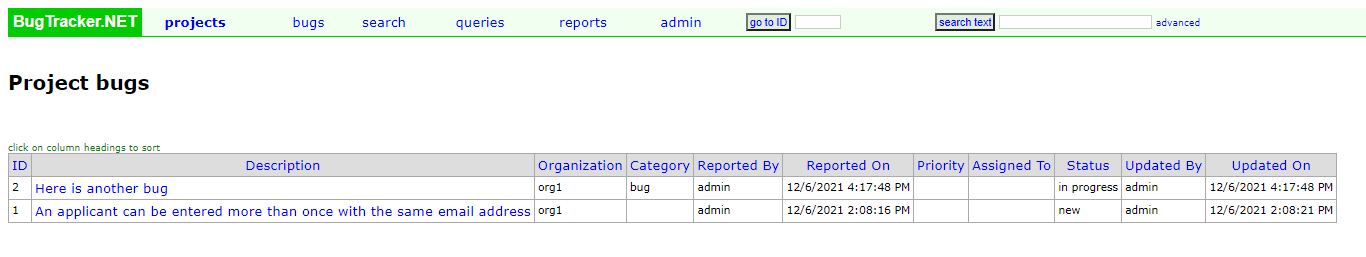 BugTracker.NET projects bugs search queries reports admin go to ID search text advanced
Project bugs
click on column headings to sort
ID Description Organization Category Reported By Reported On Priority Assigned To Status Updated By Updated On
2 Here is another bug org1 bug admin 12/6/2021 4:17:48 PM in progress admin 12/6/2021 4:17:48 PM
1 An applicant can be entered more than once with the same email address org1 admin 12/6/2021 2:08:16 PM new admin 12/6/2021 2:08:21 PM